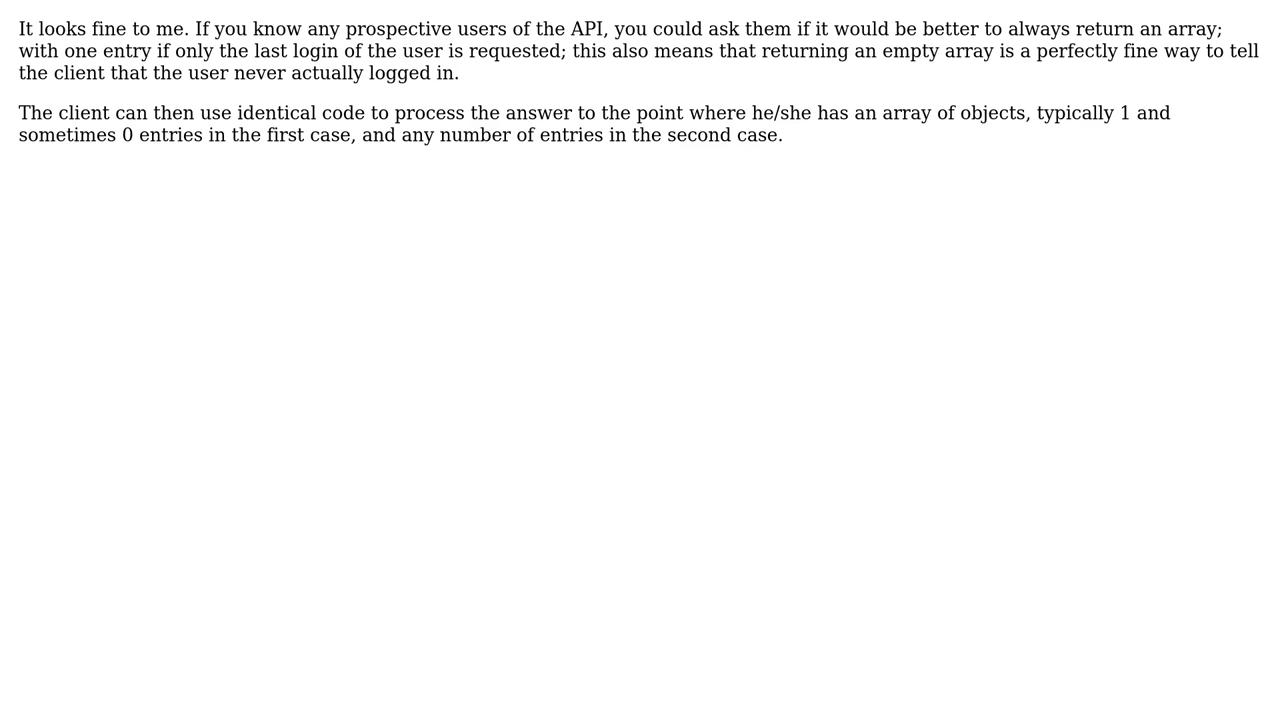 It looks fine to me. If you know any prospective users of the API, you could ask them if it would be better to always return an array;
with one entry if only the last login of the user is requested; this also means that returning an empty array is a perfectly fine way to tell
the client that the user never actually logged in.
The client can then use identical code to process the answer to the point where he/she has an array of objects, typically 1 and
sometimes 0 entries in the first case, and any number of entries in the second case.